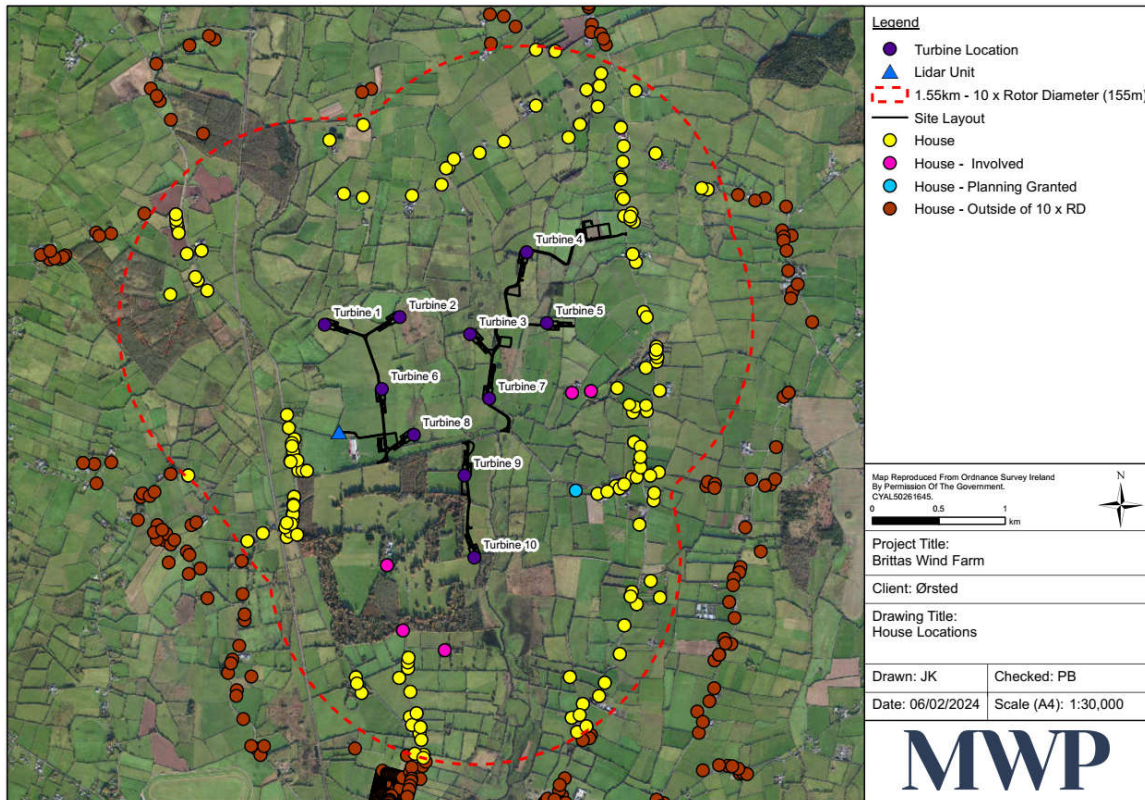 Turbine 4
Turbine 2
Turbine 1
Turbine 5
Turbine 3
Turbine 6
Turbine 7
Turbine 8
Turbine 9
Turbine 10
Legend
Turbine Location
Lidar Unit
1.55km - 10 x Rotor Diameter (155m)
Site Layout
House
House - Involved
House - Planning Granted
House - Outside of 10 x RD
Map Reproduced From Ordnance Survey Ireland
By Permission Of The Government.
CYAL50261645.
N
0 0.5 1
km
Project Title:
Brittas Wind Farm
Client: Ørsted
Drawing Title:
House Locations
Drawn: JK Checked: PB
Date: 06/02/2024 Scale (A4): 1:30,000
MWP